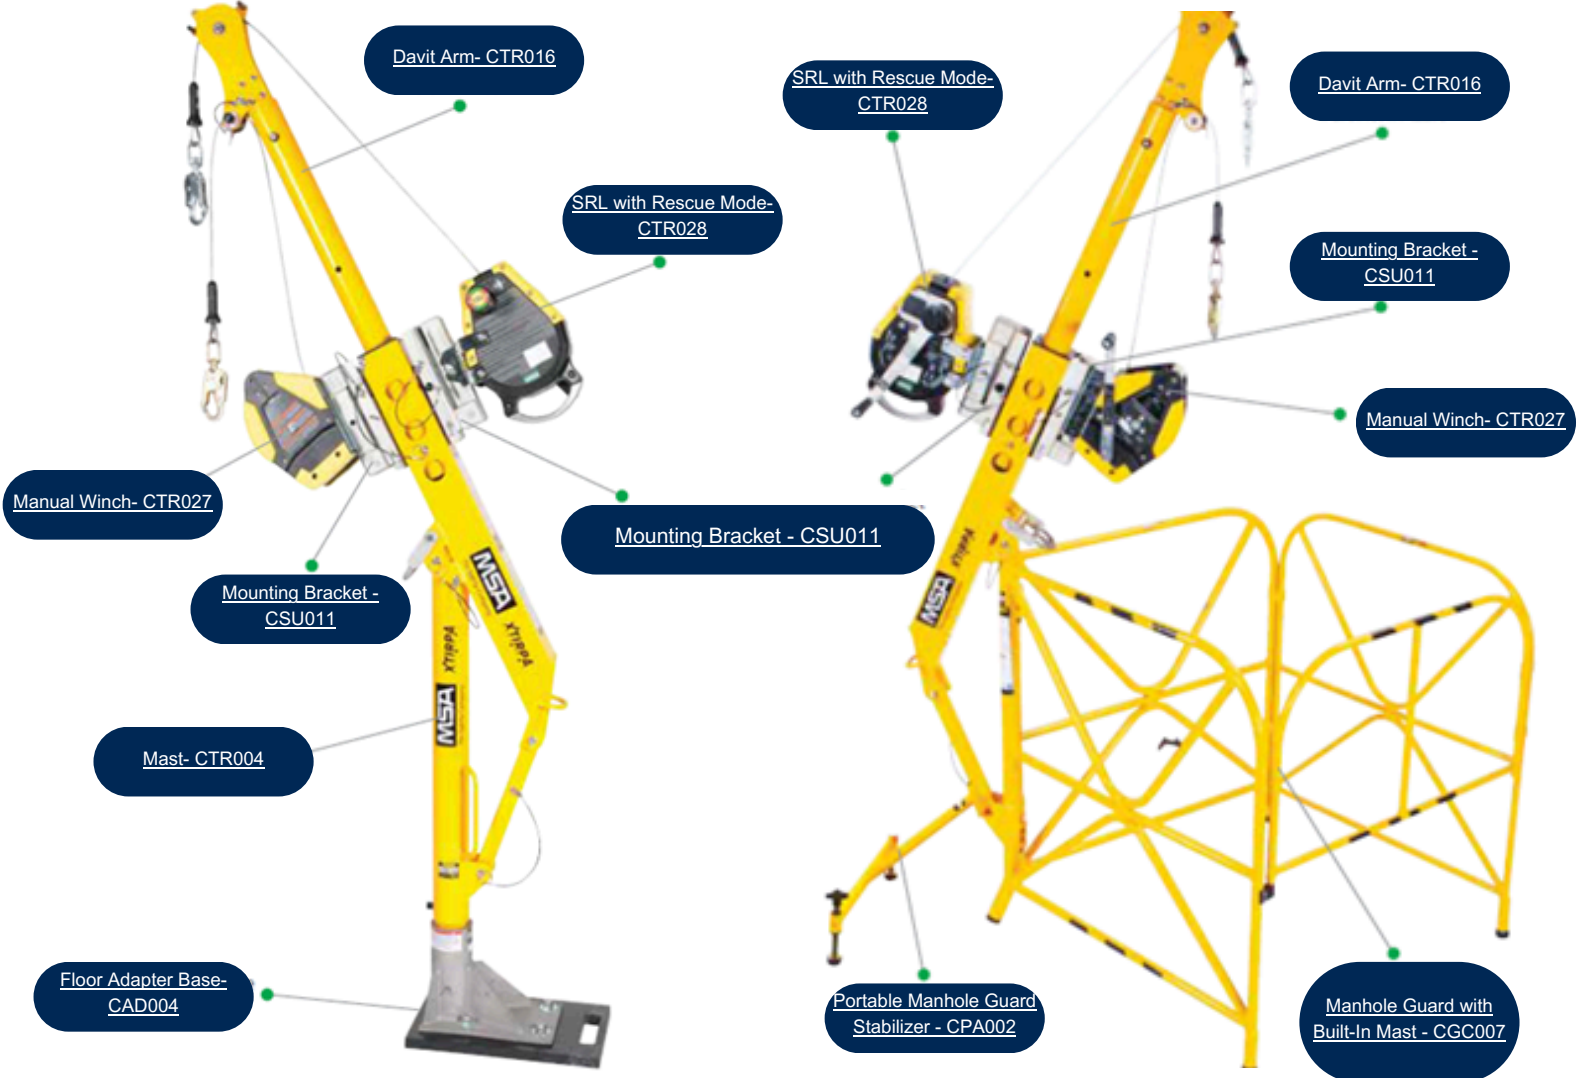 Davit Arm- CTR016
SRL with Rescue Mode-
CTR028
Davit Arm- CTR016
SRL with Rescue Mode-
CTR028
Mounting Bracket -
CSU011
Manual Winch- CTR027
Manual Winch- CTR027
Mounting Bracket - CSU011
Mounting Bracket -
CSU011
MSA
XTIRPA
XTIRPA
MSA
MSA
XTIRPA
Mast- CTR004
Floor Adapter Base-
CAD004
Portable Manhole Guard
Stabilizer - CPA002
Manhole Guard with
Built-In Mast - CGC007